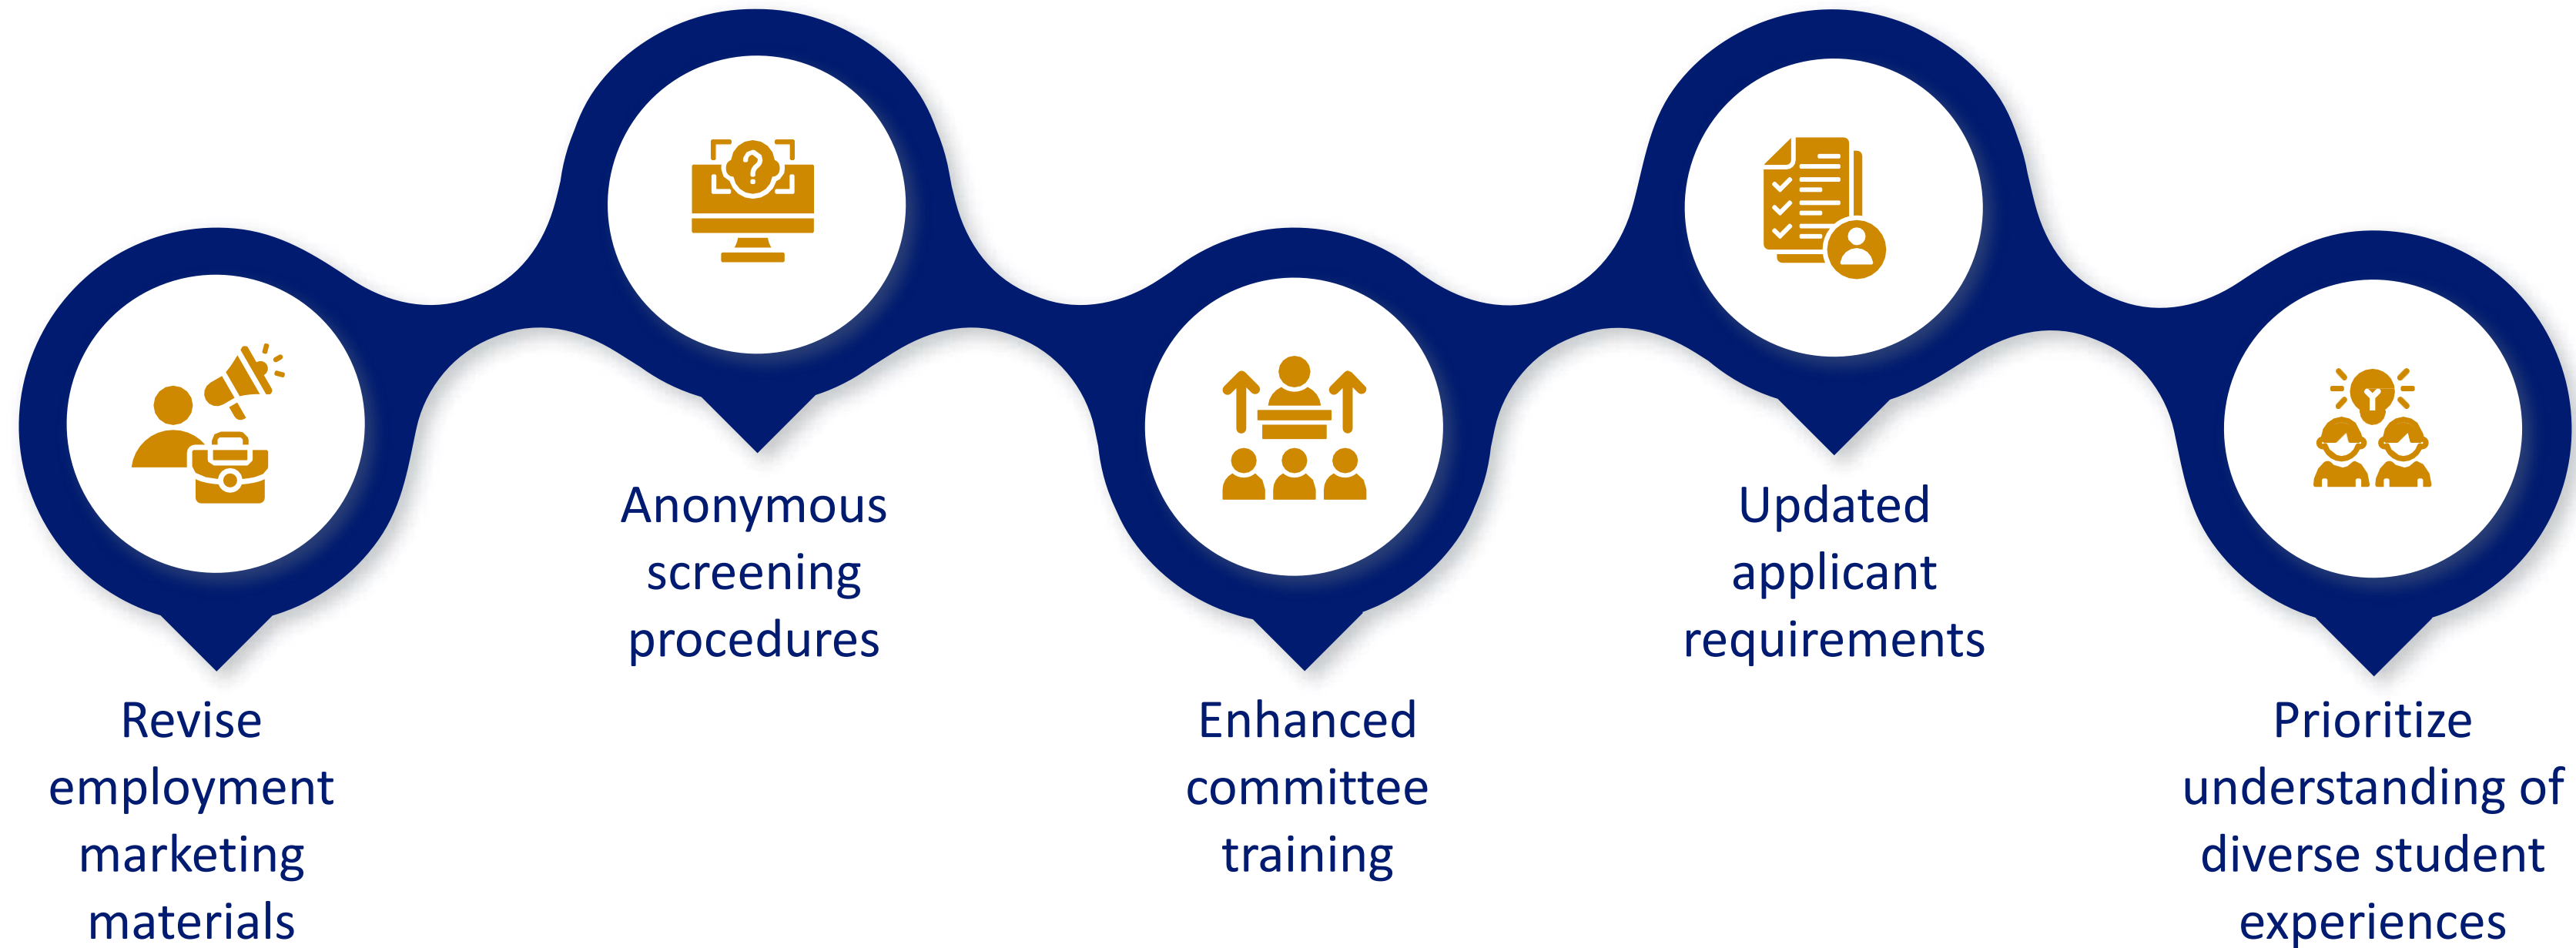 Revise
employment
marketing
materials
Anonymous
screening
procedures
Enhanced
committee
training
Updated
applicant
requirements
Prioritize
understanding of
diverse student
experiences